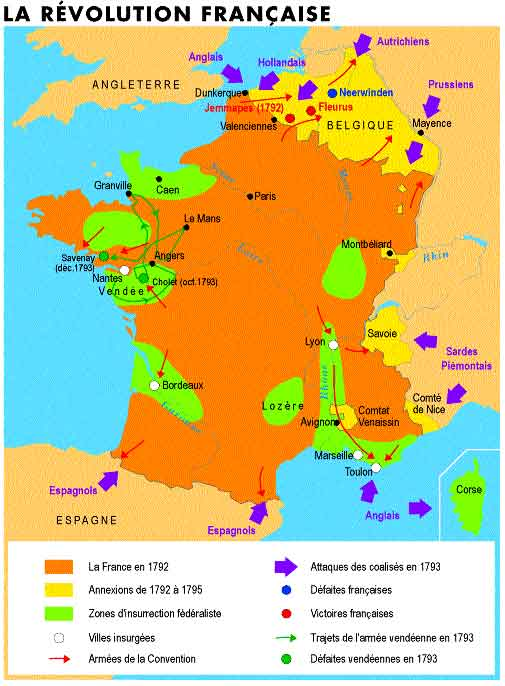 LA RÉVOLUTION FRANÇAISE
Autrichiens
Anglais
Hollandais
ANGLETERRE
Prussiens
Dunkerque
Neerwinden
Jemmapes (1792)
Fleurus
Valenciennes
BELGIQUE
Mayence
Seine
Meuse
Granville
Caen
Paris
Le Mans
Savenay
(déc.1793)
Angers
Loire
Montbéliard
Rhin
Nantes
Cholet (oct.1793)
Vendée
Lyon
Savoie
Sardes
Piémontais
Bordeaux
Rhône
Garonne
Lozère
Comtat
Venaissin
Comté
de Nice
Avignon
Marseille
Toulon
Corse
Espagnols
Anglais
ESPAGNE
Espagnols
La France en 1792
Attaques des coalisés en 1793
Annexions de 1792 à 1795
Défaites françaises
Zones d'insurrection fédéraliste
Victoires françaises
Villes insurgées
Trajets de l'armée vendéenne en 1793
Armées de la Convention
Défaites vendéennes en 1793